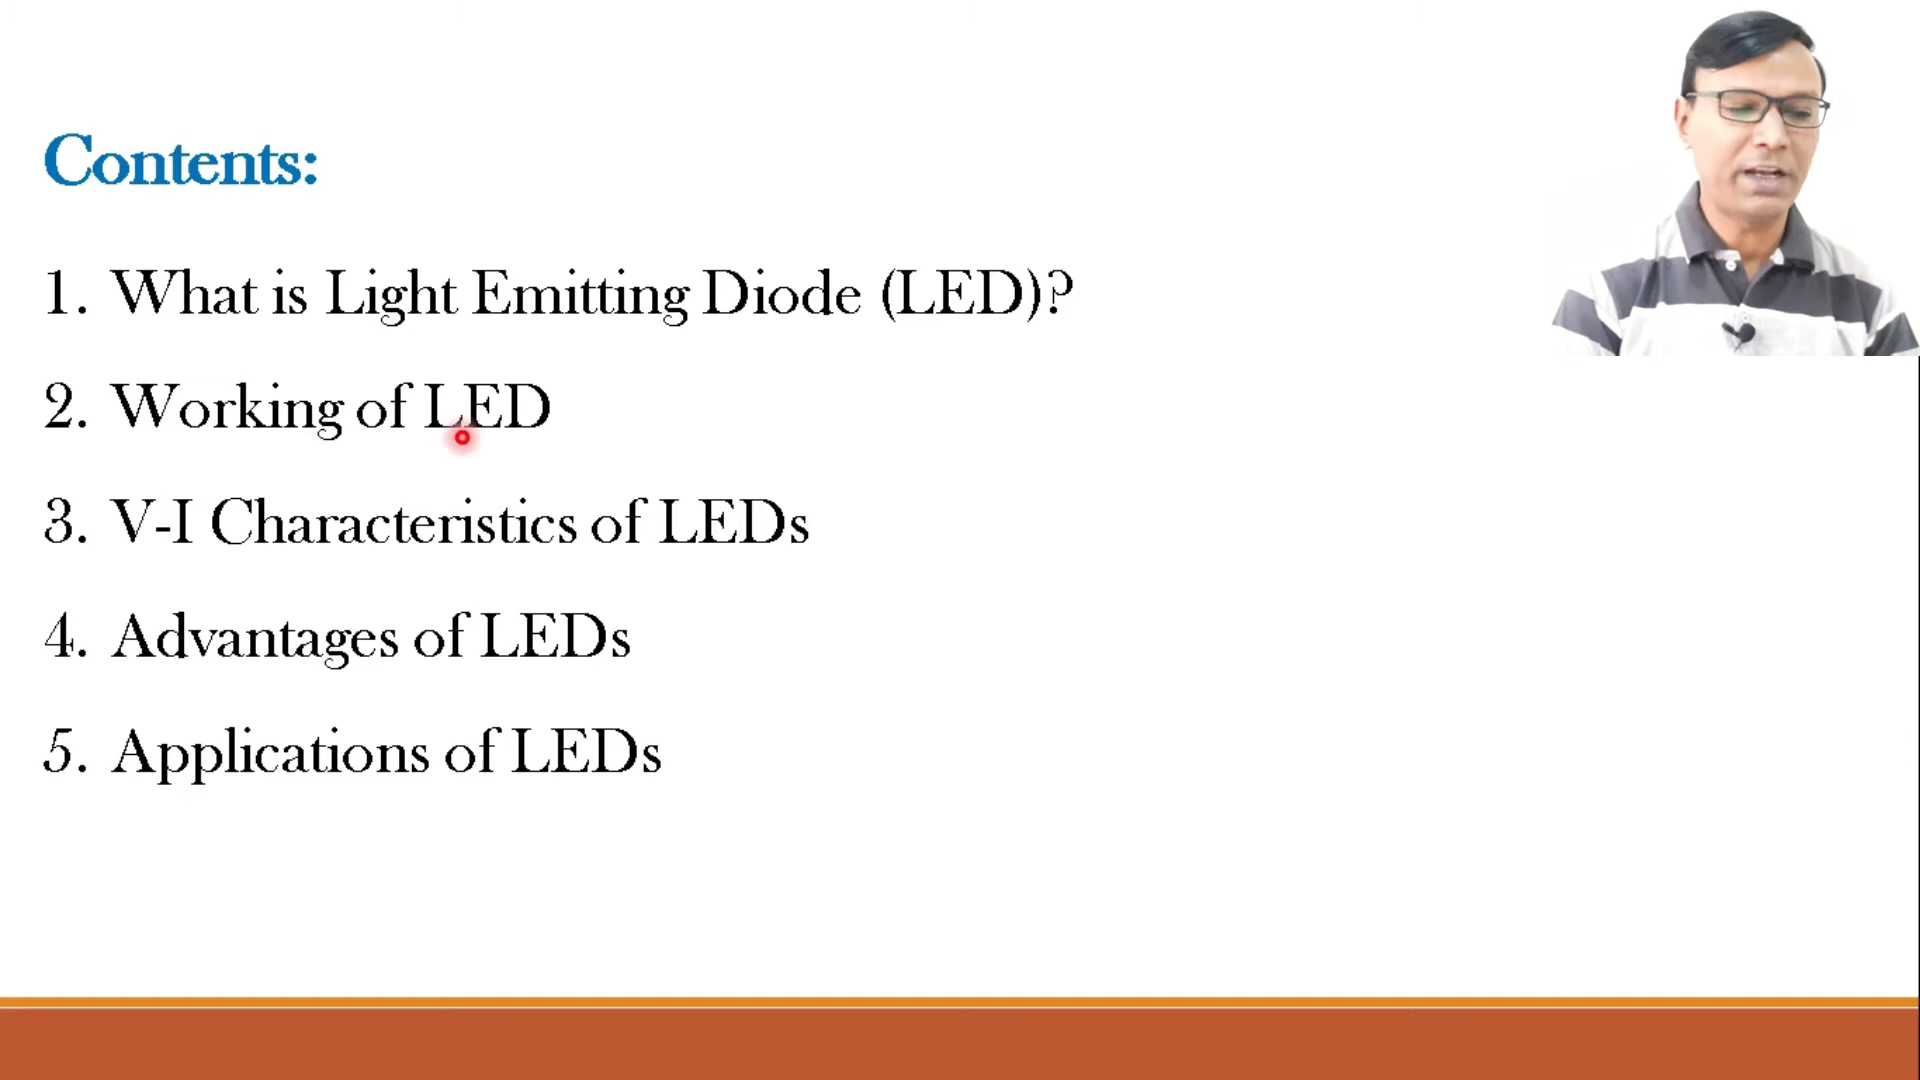 Contents:
1. What is Light Emitting Diode (LED)?
2. Working of LED
3. V-I Characteristics of LEDs
4. Advantages of LEDs
5. Applications of LEDs